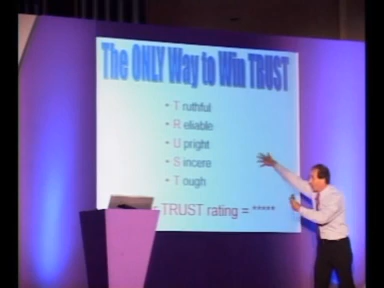 The ONLY Way to Win TRUST
• Truthful
• Reliable
• Upright
• Sincere
• Tough
TRUST rating = *****